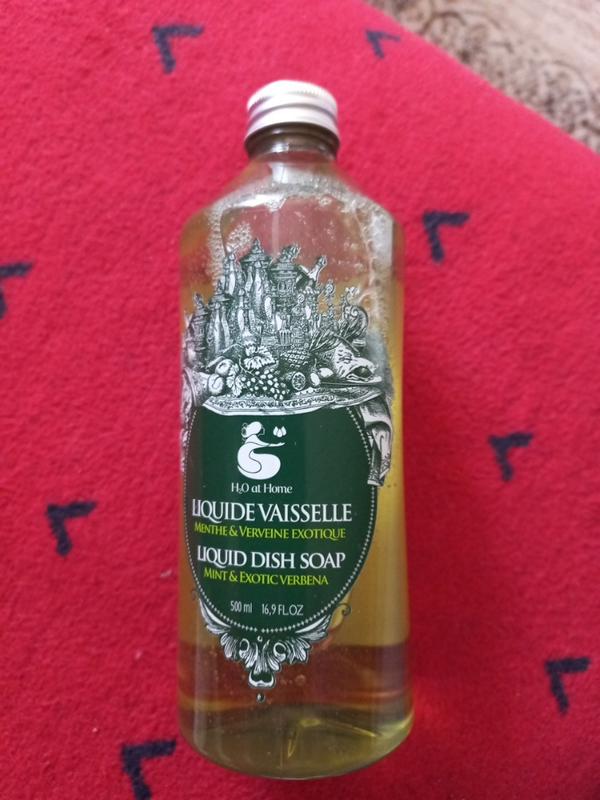 H₂O at Home
LIQUIDE VAISSELLE
MENTHE & VERVEINE EXOTIQUE
LIQUID DISH SOAP
MINT & EXOTIC VERBENA
500 ml 16,9 FL.OZ